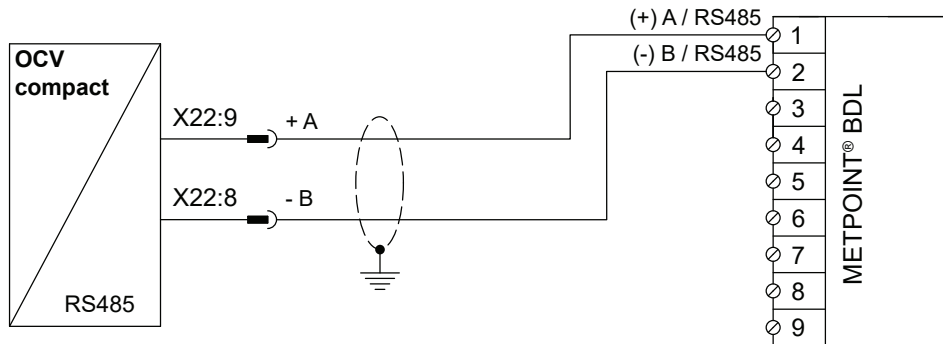 (+) A / RS485
(-) B / RS485
OCV
compact
X22:9
+ A
X22:8
- B
RS485
1
2
3
4
5
6
7
8
9
METPOINT® BDL